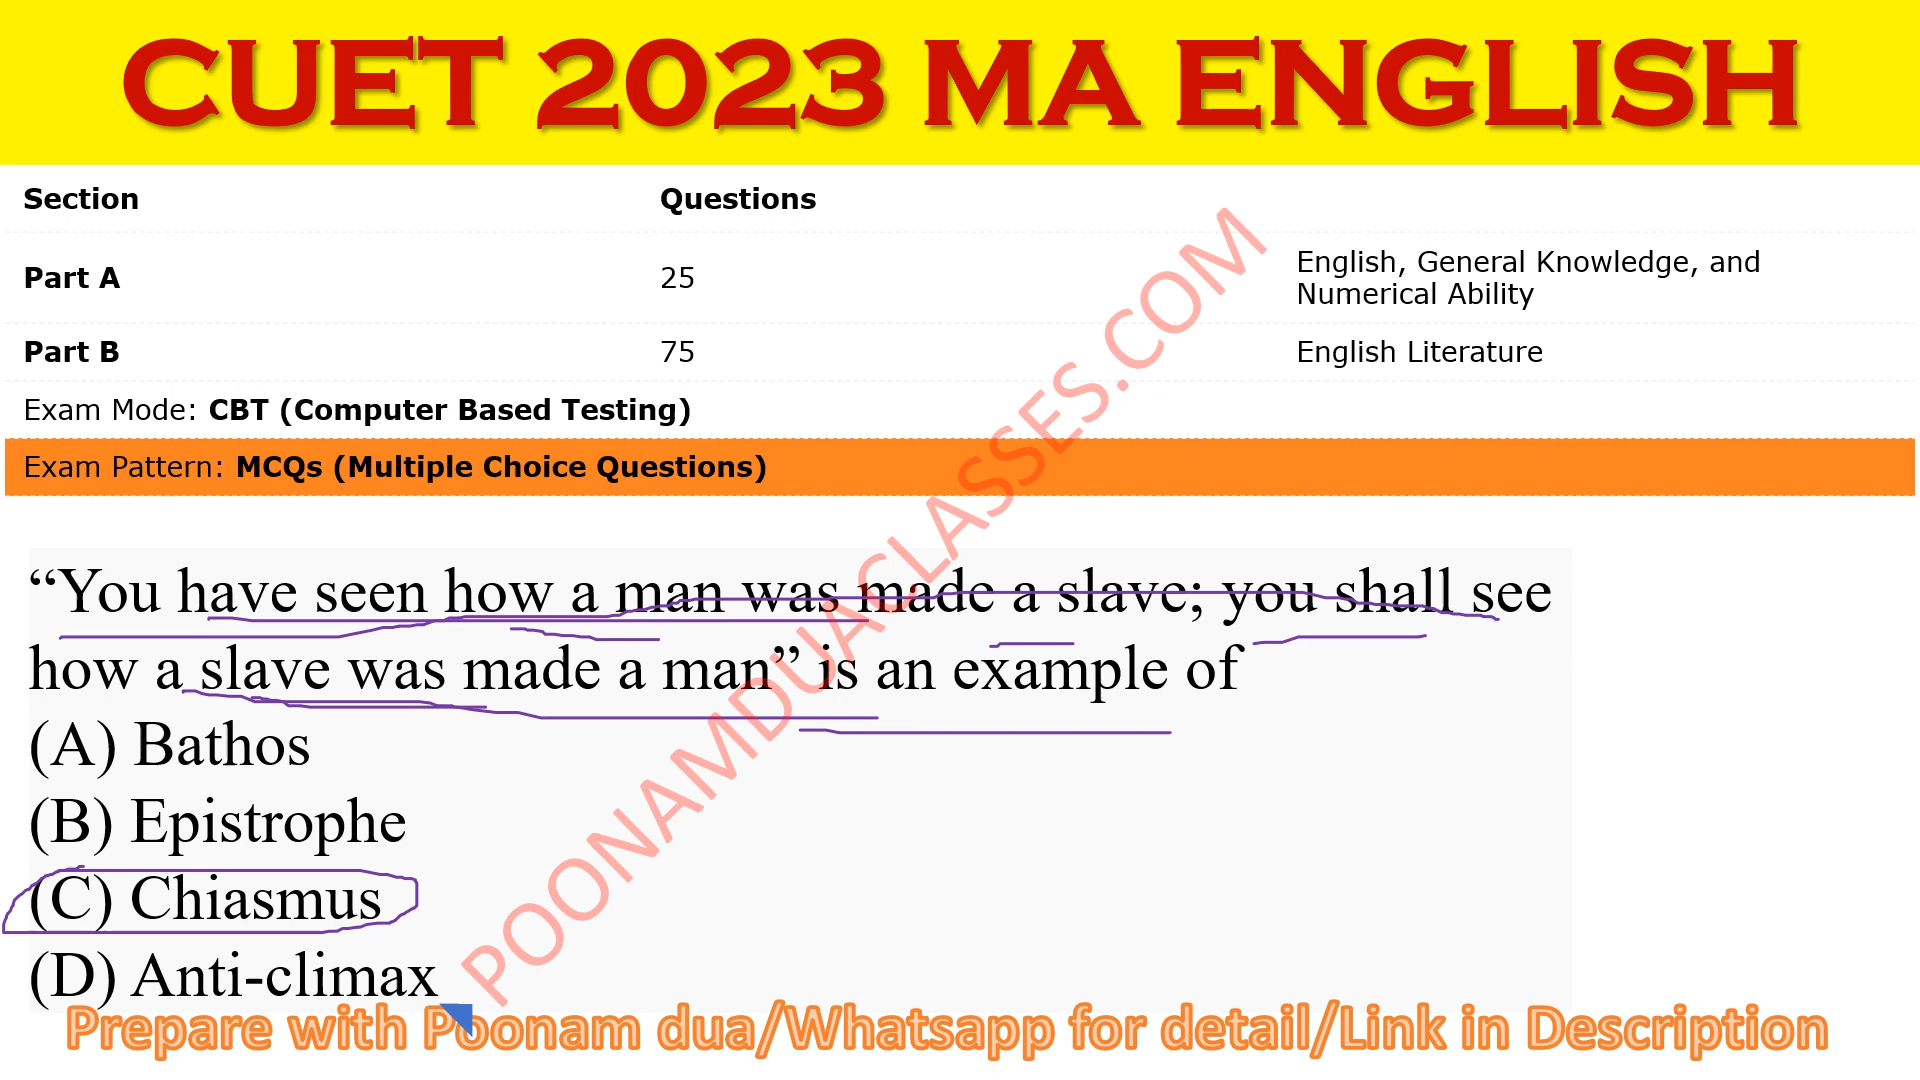 CUET 2023 MA ENGLISH
Section Questions
Part A 25 English, General Knowledge, and
Numerical Ability
Part B 75 English Literature
Exam Mode: CBT (Computer Based Testing)
Exam Pattern: MCQs (Multiple Choice Questions)
“You have seen how a man was made a slave; you shall see
how a slave was made a man” is an example of
(A) Bathos
(B) Epistrophe
(C) Chiasmus
(D) Anti-climax
POONAMDUACLASSES.COM
Prepare with Poonam dua/Whatsapp for detail/Link in Description